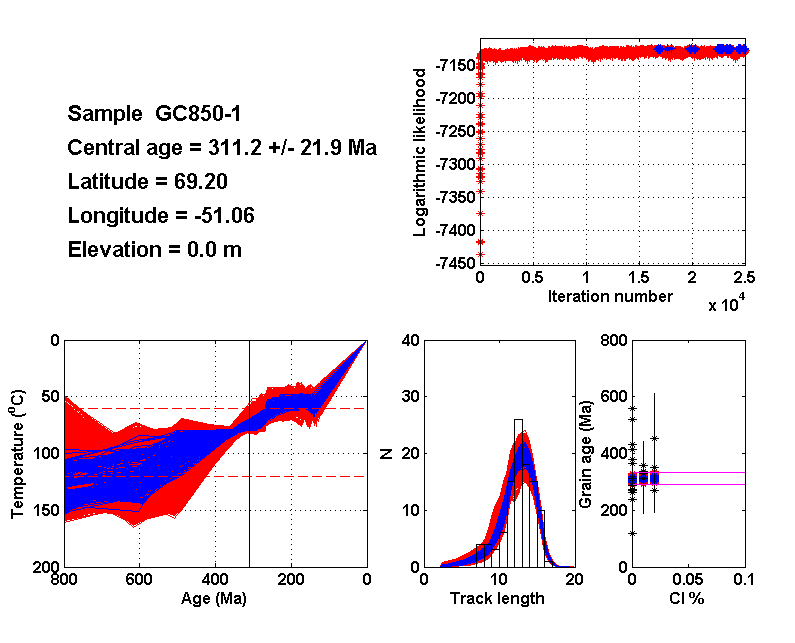 Sample GC850-1
Central age = 311.2 +/- 21.9 Ma
Latitude = 69.20
Longitude = -51.06
Elevation = 0.0 m
Logarithmic likelihood
-7150
-7200
-7250
-7300
-7350
-7400
-7450
0
0.5
1
1.5
2
2.5
Iteration number
x 10⁴
Temperature (⁰C)
0
50
100
150
200
800
600
400
200
0
Age (Ma)
N
40
30
20
10
0
0
10
20
Track length
Grain age (Ma)
800
600
400
200
0
0
0.05
0.1
Cl %